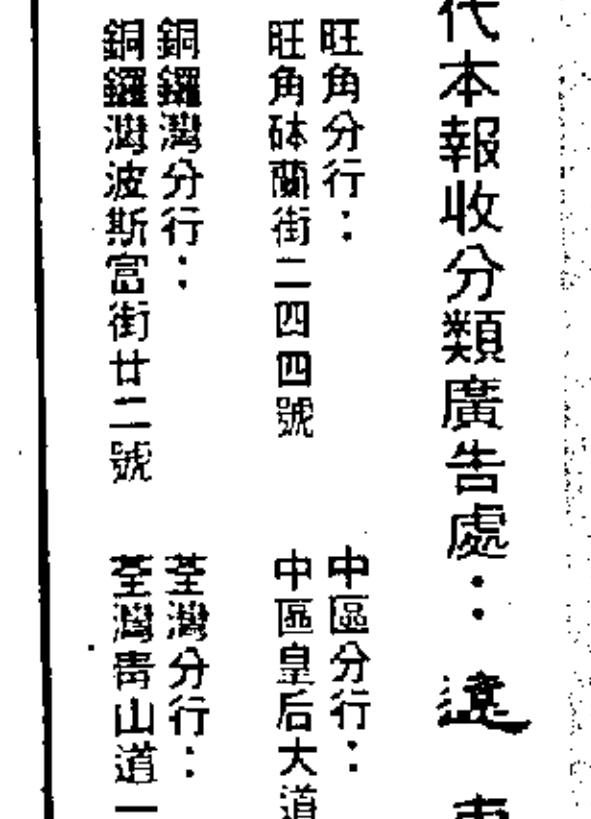 代本報收分類廣告處：遠東
旺角分行：
旺角砵蘭街二四四號
中區分行：
中區皇后大道
銅鑼灣分行：
銅鑼灣波斯富街廿二號
荃灣分行：
荃灣青山道一